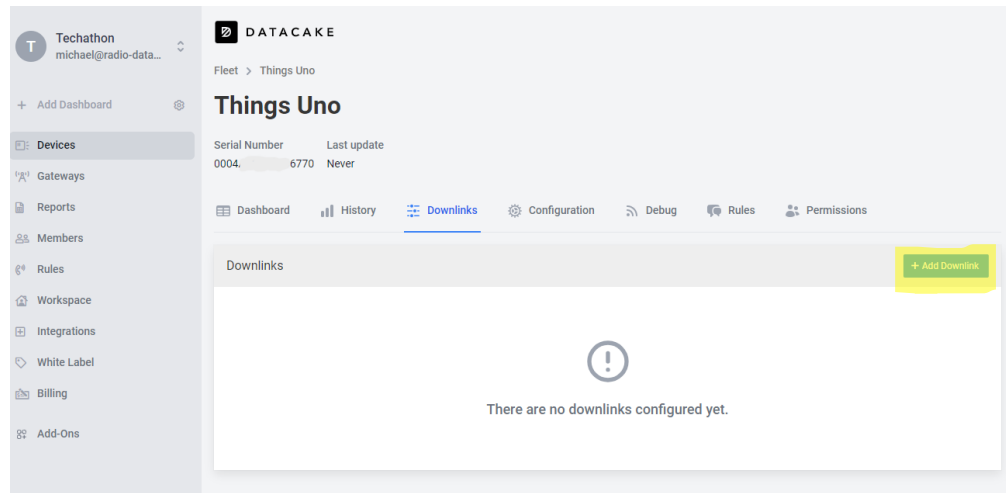 T
Techathon
michael@radio-data...
+ Add Dashboard
Devices
Gateways
Reports
Members
Rules
Workspace
Integrations
White Label
Billing
Add-Ons
DATACAKE
Fleet > Things Uno
Things Uno
Serial Number Last update
0004 6770 Never
Dashboard History Downlinks Configuration Debug Rules Permissions
Downlinks
+ Add Downlink
There are no downlinks configured yet.